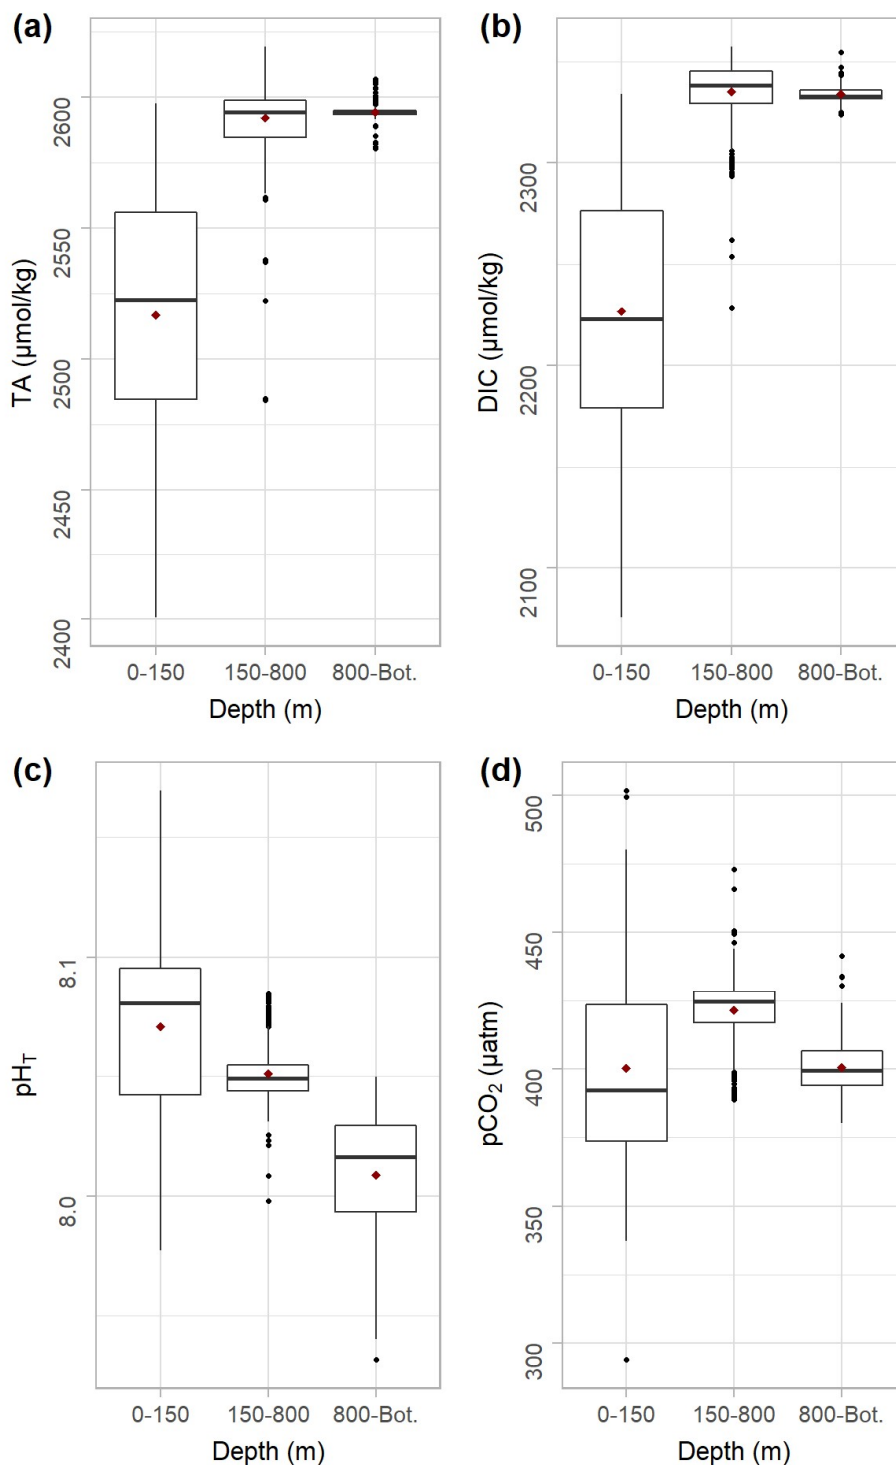 (a)
TA (µmol/kg)
2600
2550
2500
2450
2400
0-150 150-800 800-Bot.
Depth (m)
(b)
DIC (µmol/kg)
2300
2200
2100
0-150 150-800 800-Bot.
Depth (m)
(c)
pH_T
8.1
8.0
0-150 150-800 800-Bot.
Depth (m)
(d)
pCO₂ (µatm)
500
450
400
350
300
0-150 150-800 800-Bot.
Depth (m)